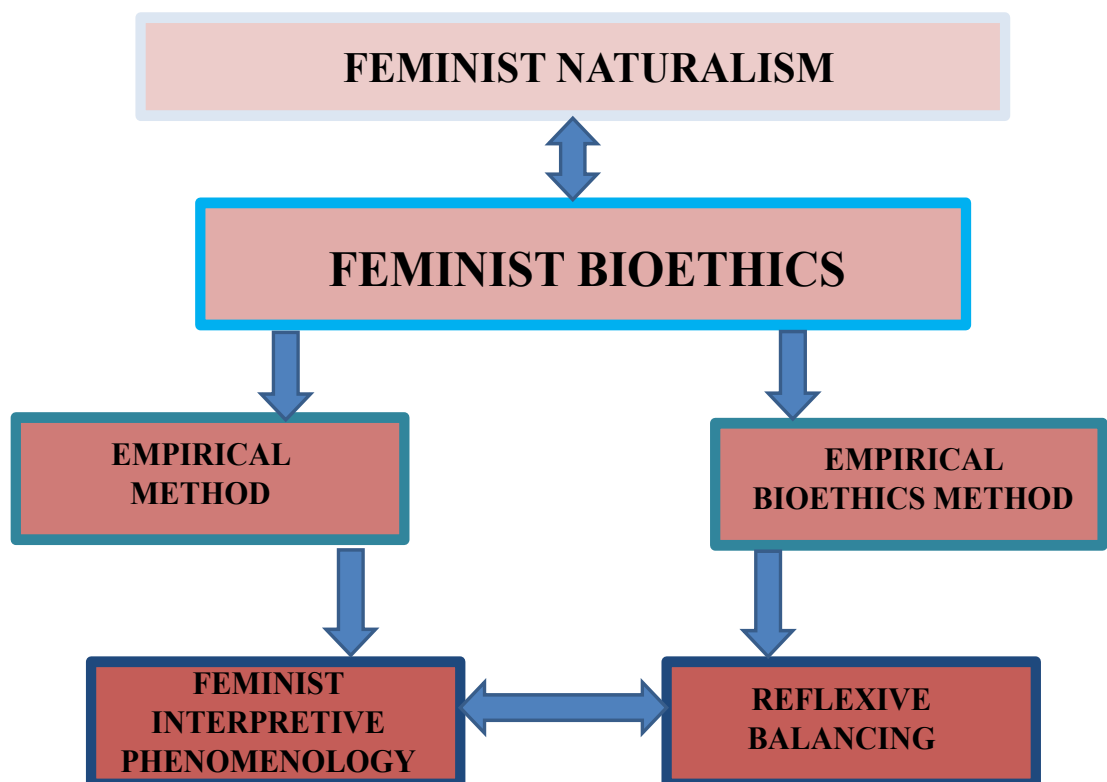 FEMINIST NATURALISM
FEMINIST BIOETHICS
EMPIRICAL
METHOD
EMPIRICAL
BIOETHICS METHOD
FEMINIST
INTERPRETIVE
PHENOMENOLOGY
REFLEXIVE
BALANCING